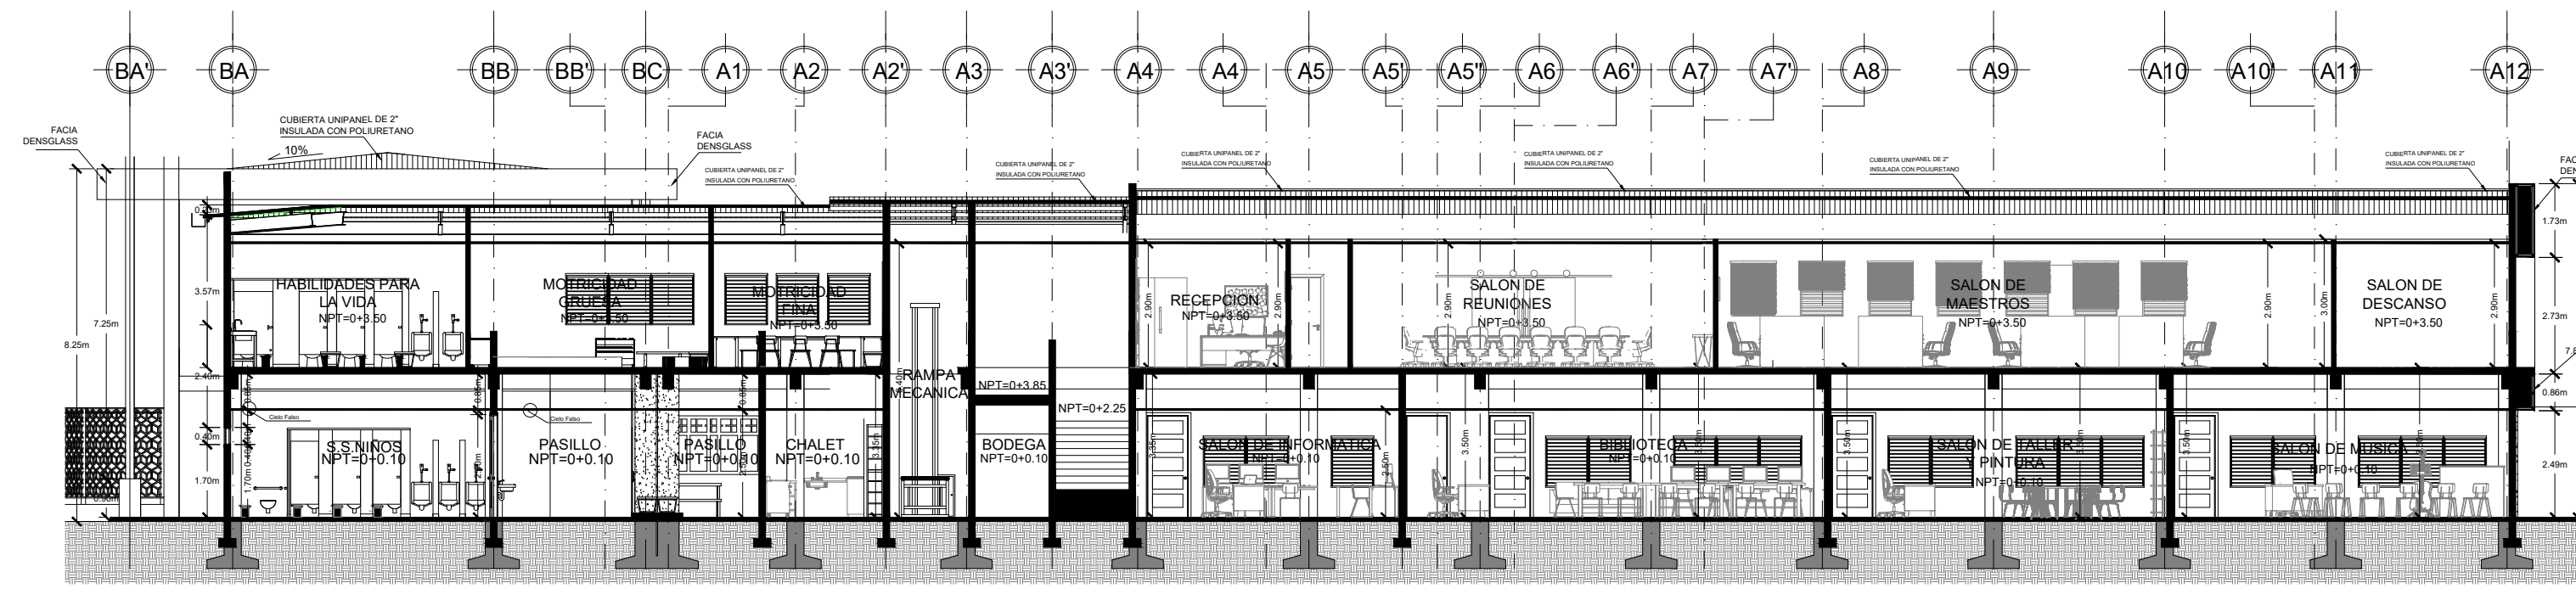 BA' BA BB BB' BC A1 A2 A2' A3 A3' A4 A4 A5 A5' A5" A6 A6' A7 A7' A8 A9 A10 A10' A11 A12
FACIA
DENSGLASS
CUBIERTA UNIPANEL DE 2"
INSULADA CON POLIURETANO
10%
FACIA
DENSGLASS
CUBIERTA UNIPANEL DE 2"
INSULADA CON POLIURETANO
CUBIERTA UNIPANEL DE 2"
INSULADA CON POLIURETANO
CUBIERTA UNIPANEL DE 2"
INSULADA CON POLIURETANO
CUBIERTA UNIPANEL DE 2"
INSULADA CON POLIURETANO
CUBIERTA UNIPANEL DE 2"
INSULADA CON POLIURETANO
CUBIERTA UNIPANEL DE 2"
INSULADA CON POLIURETANO
8.25m
7.25m
3.57m
2.40m
0.40m
1.70m
HABILIDADES PARA
LA VIDA
NPT=0+3.50
MOTRICIDAD
GRUESA
NPT=0+3.50
MOTRICIDAD
FINA
NPT=0+3.50
RECEPCION
NPT=0+3.50
2.90m
2.90m
SALON DE
REUNIONES
NPT=0+3.50
2.90m
SALON DE
MAESTROS
NPT=0+3.50
2.90m
3.00m
SALON DE
DESCANSO
NPT=0+3.50
2.90m
1.73m
2.73m
0.86m
2.49m
RAMPA
MECANICA
NPT=0+3.85
NPT=0+2.25
Cielo Falso
Cielo Falso
S.S.NIÑOS
NPT=0+0.10
PASILLO
NPT=0+0.10
PASILLO
NPT=0+0.10
CHALET
NPT=0+0.10
3.35m
BODEGA
NPT=0+0.10
3.35m
SALON DE INFORMATICA
NPT=0+0.10
2.50m
3.50m
BIBLIOTECA
NPT=0+0.10
3.50m
SALON DE TALLER
Y PINTURA
NPT=0+0.10
3.50m
3.50m
SALON DE MUSICA
NPT=0+0.10
3.50m